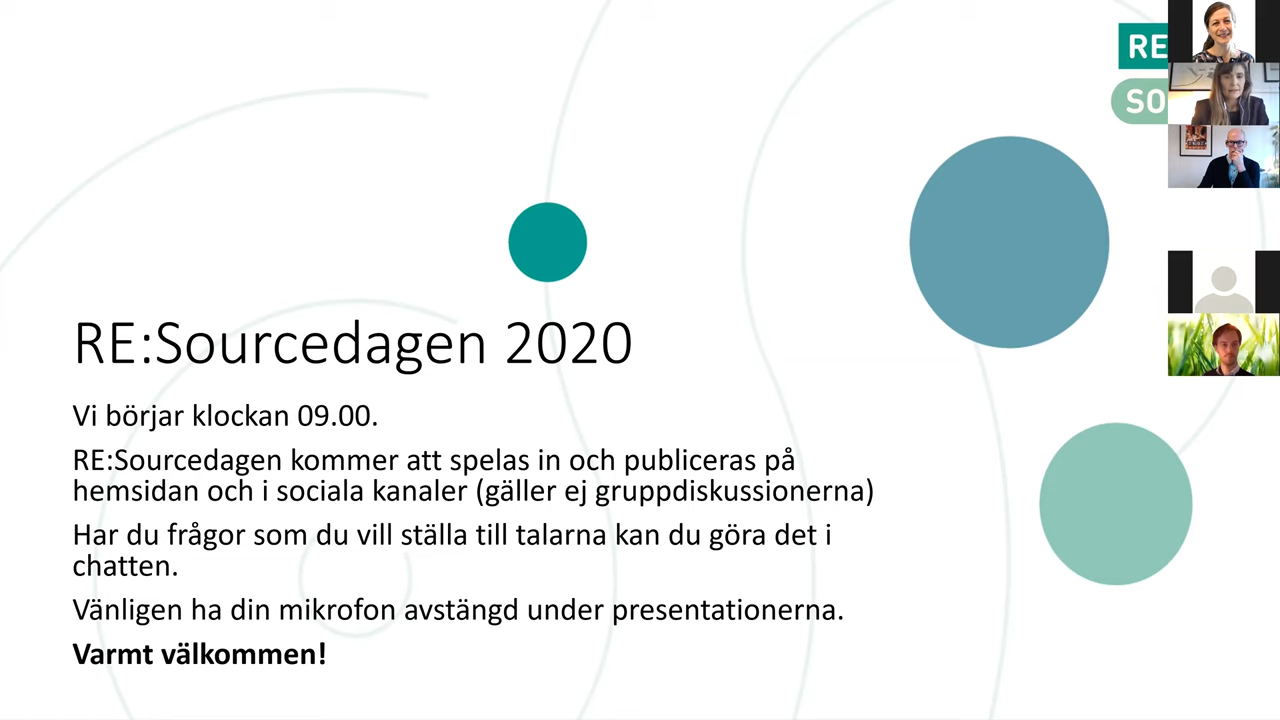 RE
SO
RE:Sourcedagen 2020
Vi börjar klockan 09.00.
RE:Sourcedagen kommer att spelas in och publiceras på
hemsidan och i sociala kanaler (gäller ej gruppdiskussionerna)
Har du frågor som du vill ställa till talarna kan du göra det i
chatten.
Vänligen ha din mikrofon avstängd under presentationerna.
Varmt välkommen!